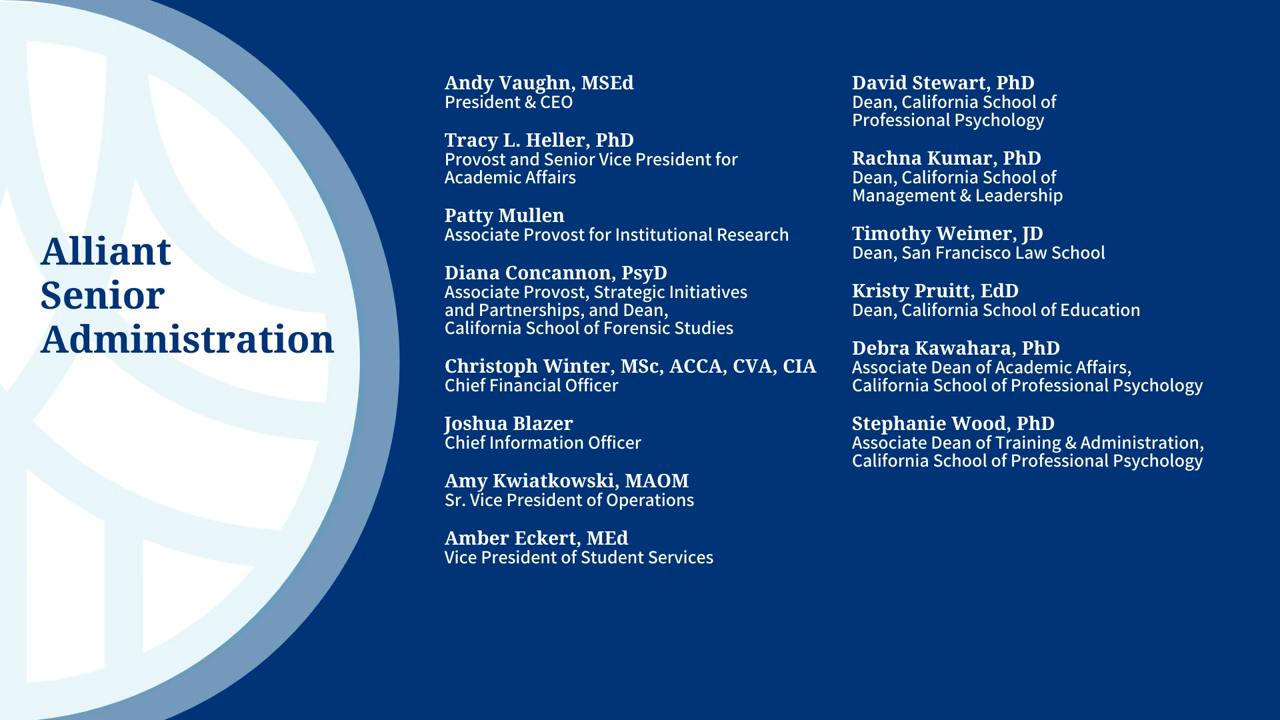 Alliant
Senior
Administration
Andy Vaughn, MSEd
President & CEO
Tracy L. Heller, PhD
Provost and Senior Vice President for
Academic Affairs
Patty Mullen
Associate Provost for Institutional Research
Diana Concannon, PsyD
Associate Provost, Strategic Initiatives
and Partnerships, and Dean,
California School of Forensic Studies
Christoph Winter, MSc, ACCA, CVA, CIA
Chief Financial Officer
Joshua Blazer
Chief Information Officer
Amy Kwiatkowski, MAOM
Sr. Vice President of Operations
Amber Eckert, MEd
Vice President of Student Services
David Stewart, PhD
Dean, California School of
Professional Psychology
Rachna Kumar, PhD
Dean, California School of
Management & Leadership
Timothy Weimer, JD
Dean, San Francisco Law School
Kristy Pruitt, EdD
Dean, California School of Education
Debra Kawahara, PhD
Associate Dean of Academic Affairs,
California School of Professional Psychology
Stephanie Wood, PhD
Associate Dean of Training & Administration,
California School of Professional Psychology